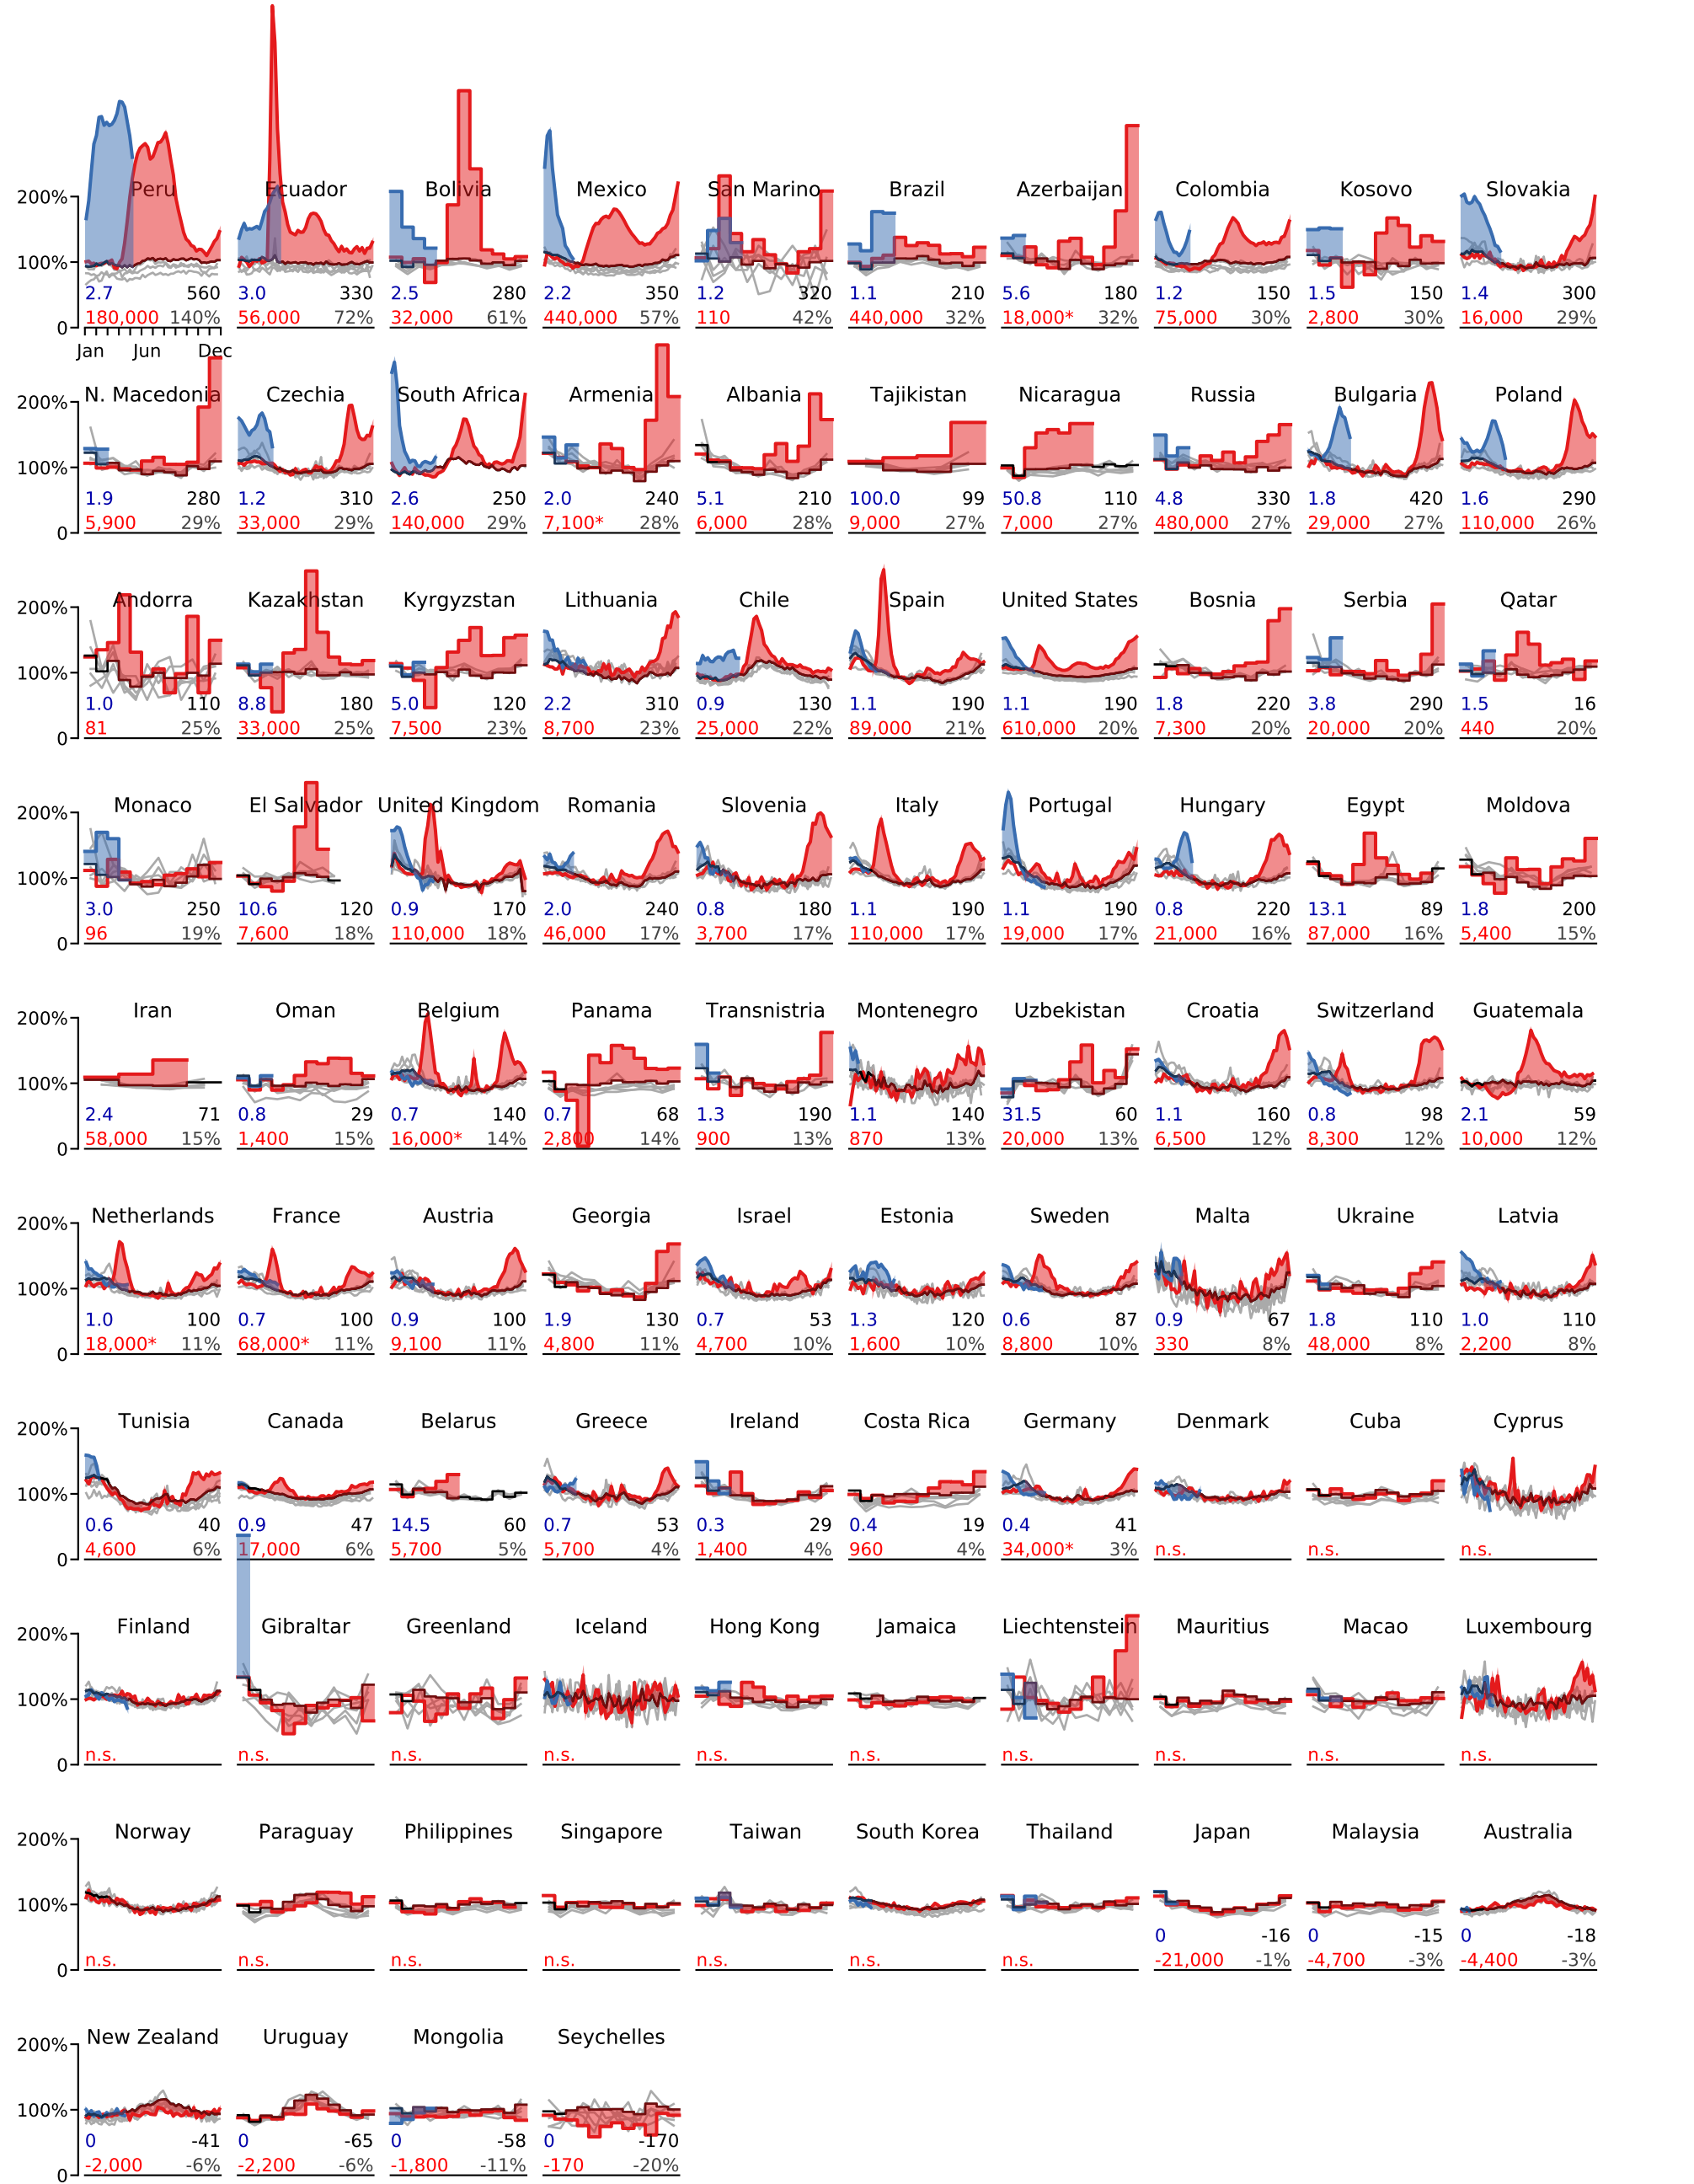 Peru Ecuador Bolivia Mexico San Marino Brazil Azerbaijan Colombia Kosovo Slovakia
200%
100%
2.7 560 3.0 330 2.5 280 2.2 350 1.2 320 1.1 210 5.6 180 1.2 150 1.5 150 1.4 300
180,000 140% 56,000 72% 32,000 61% 440,000 57% 110 42% 440,000 32% 18,000* 32% 75,000 30% 2,800 30% 16,000 29%
0
Jan Jun Dec
N. Macedonia Czechia South Africa Armenia Albania Tajikistan Nicaragua Russia Bulgaria Poland
200%
100%
1.9 280 1.2 310 2.6 250 2.0 240 5.1 210 100.0 99 50.8 110 4.8 330 1.8 420 1.6 290
5,900 29% 33,000 29% 140,000 29% 7,100* 28% 6,000 28% 9,000 27% 7,000 27% 480,000 27% 29,000 27% 110,000 26%
0
Andorra Kazakhstan Kyrgyzstan Lithuania Chile Spain United States Bosnia Serbia Qatar
200%
100%
1.0 110 8.8 180 5.0 120 2.2 310 0.9 130 1.1 190 1.1 190 1.8 220 3.8 290 1.5 16
81 25% 33,000 25% 7,500 23% 8,700 23% 25,000 22% 89,000 21% 610,000 20% 7,300 20% 20,000 20% 440 20%
0
Monaco El Salvador United Kingdom Romania Slovenia Italy Portugal Hungary Egypt Moldova
200%
100%
3.0 250 10.6 120 0.9 170 2.0 240 0.8 180 1.1 190 1.1 190 0.8 220 13.1 89 1.8 200
96 19% 7,600 18% 110,000 18% 46,000 17% 3,700 17% 110,000 17% 19,000 17% 21,000 16% 87,000 16% 5,400 15%
0
Iran Oman Belgium Panama Transnistria Montenegro Uzbekistan Croatia Switzerland Guatemala
200%
100%
2.4 71 0.8 29 0.7 140 0.7 68 1.3 190 1.1 140 31.5 60 1.1 160 0.8 98 2.1 59
58,000 15% 1,400 15% 16,000* 14% 2,800 14% 900 13% 870 13% 20,000 13% 6,500 12% 8,300 12% 10,000 12%
0
Netherlands France Austria Georgia Israel Estonia Sweden Malta Ukraine Latvia
200%
100%
1.0 100 0.7 100 0.9 100 1.9 130 0.7 53 1.3 120 0.6 87 0.9 67 1.8 110 1.0 110
18,000* 11% 68,000* 11% 9,100 11% 4,800 11% 4,700 10% 1,600 10% 8,800 10% 330 8% 48,000 8% 2,200 8%
0
Tunisia Canada Belarus Greece Ireland Costa Rica Germany Denmark Cuba Cyprus
200%
100%
0.6 40 0.9 47 14.5 60 0.7 53 0.3 29 0.4 19 0.4 41
4,600 6% 17,000 6% 5,700 5% 5,700 4% 1,400 4% 960 4% 34,000* 3% n.s. n.s. n.s.
0
Finland Gibraltar Greenland Iceland Hong Kong Jamaica Liechtenstein Mauritius Macao Luxembourg
200%
100%
n.s. n.s. n.s. n.s. n.s. n.s. n.s. n.s. n.s. n.s.
0
Norway Paraguay Philippines Singapore Taiwan South Korea Thailand Japan Malaysia Australia
200%
100%
0 -16 0 -15 0 -18
n.s. n.s. n.s. n.s. n.s. n.s. n.s. -21,000 -1% -4,700 -3% -4,400 -3%
0
New Zealand Uruguay Mongolia Seychelles
200%
100%
0 -41 0 -65 0 -58 0 -170
-2,000 -6% -2,200 -6% -1,800 -11% -170 -20%
0